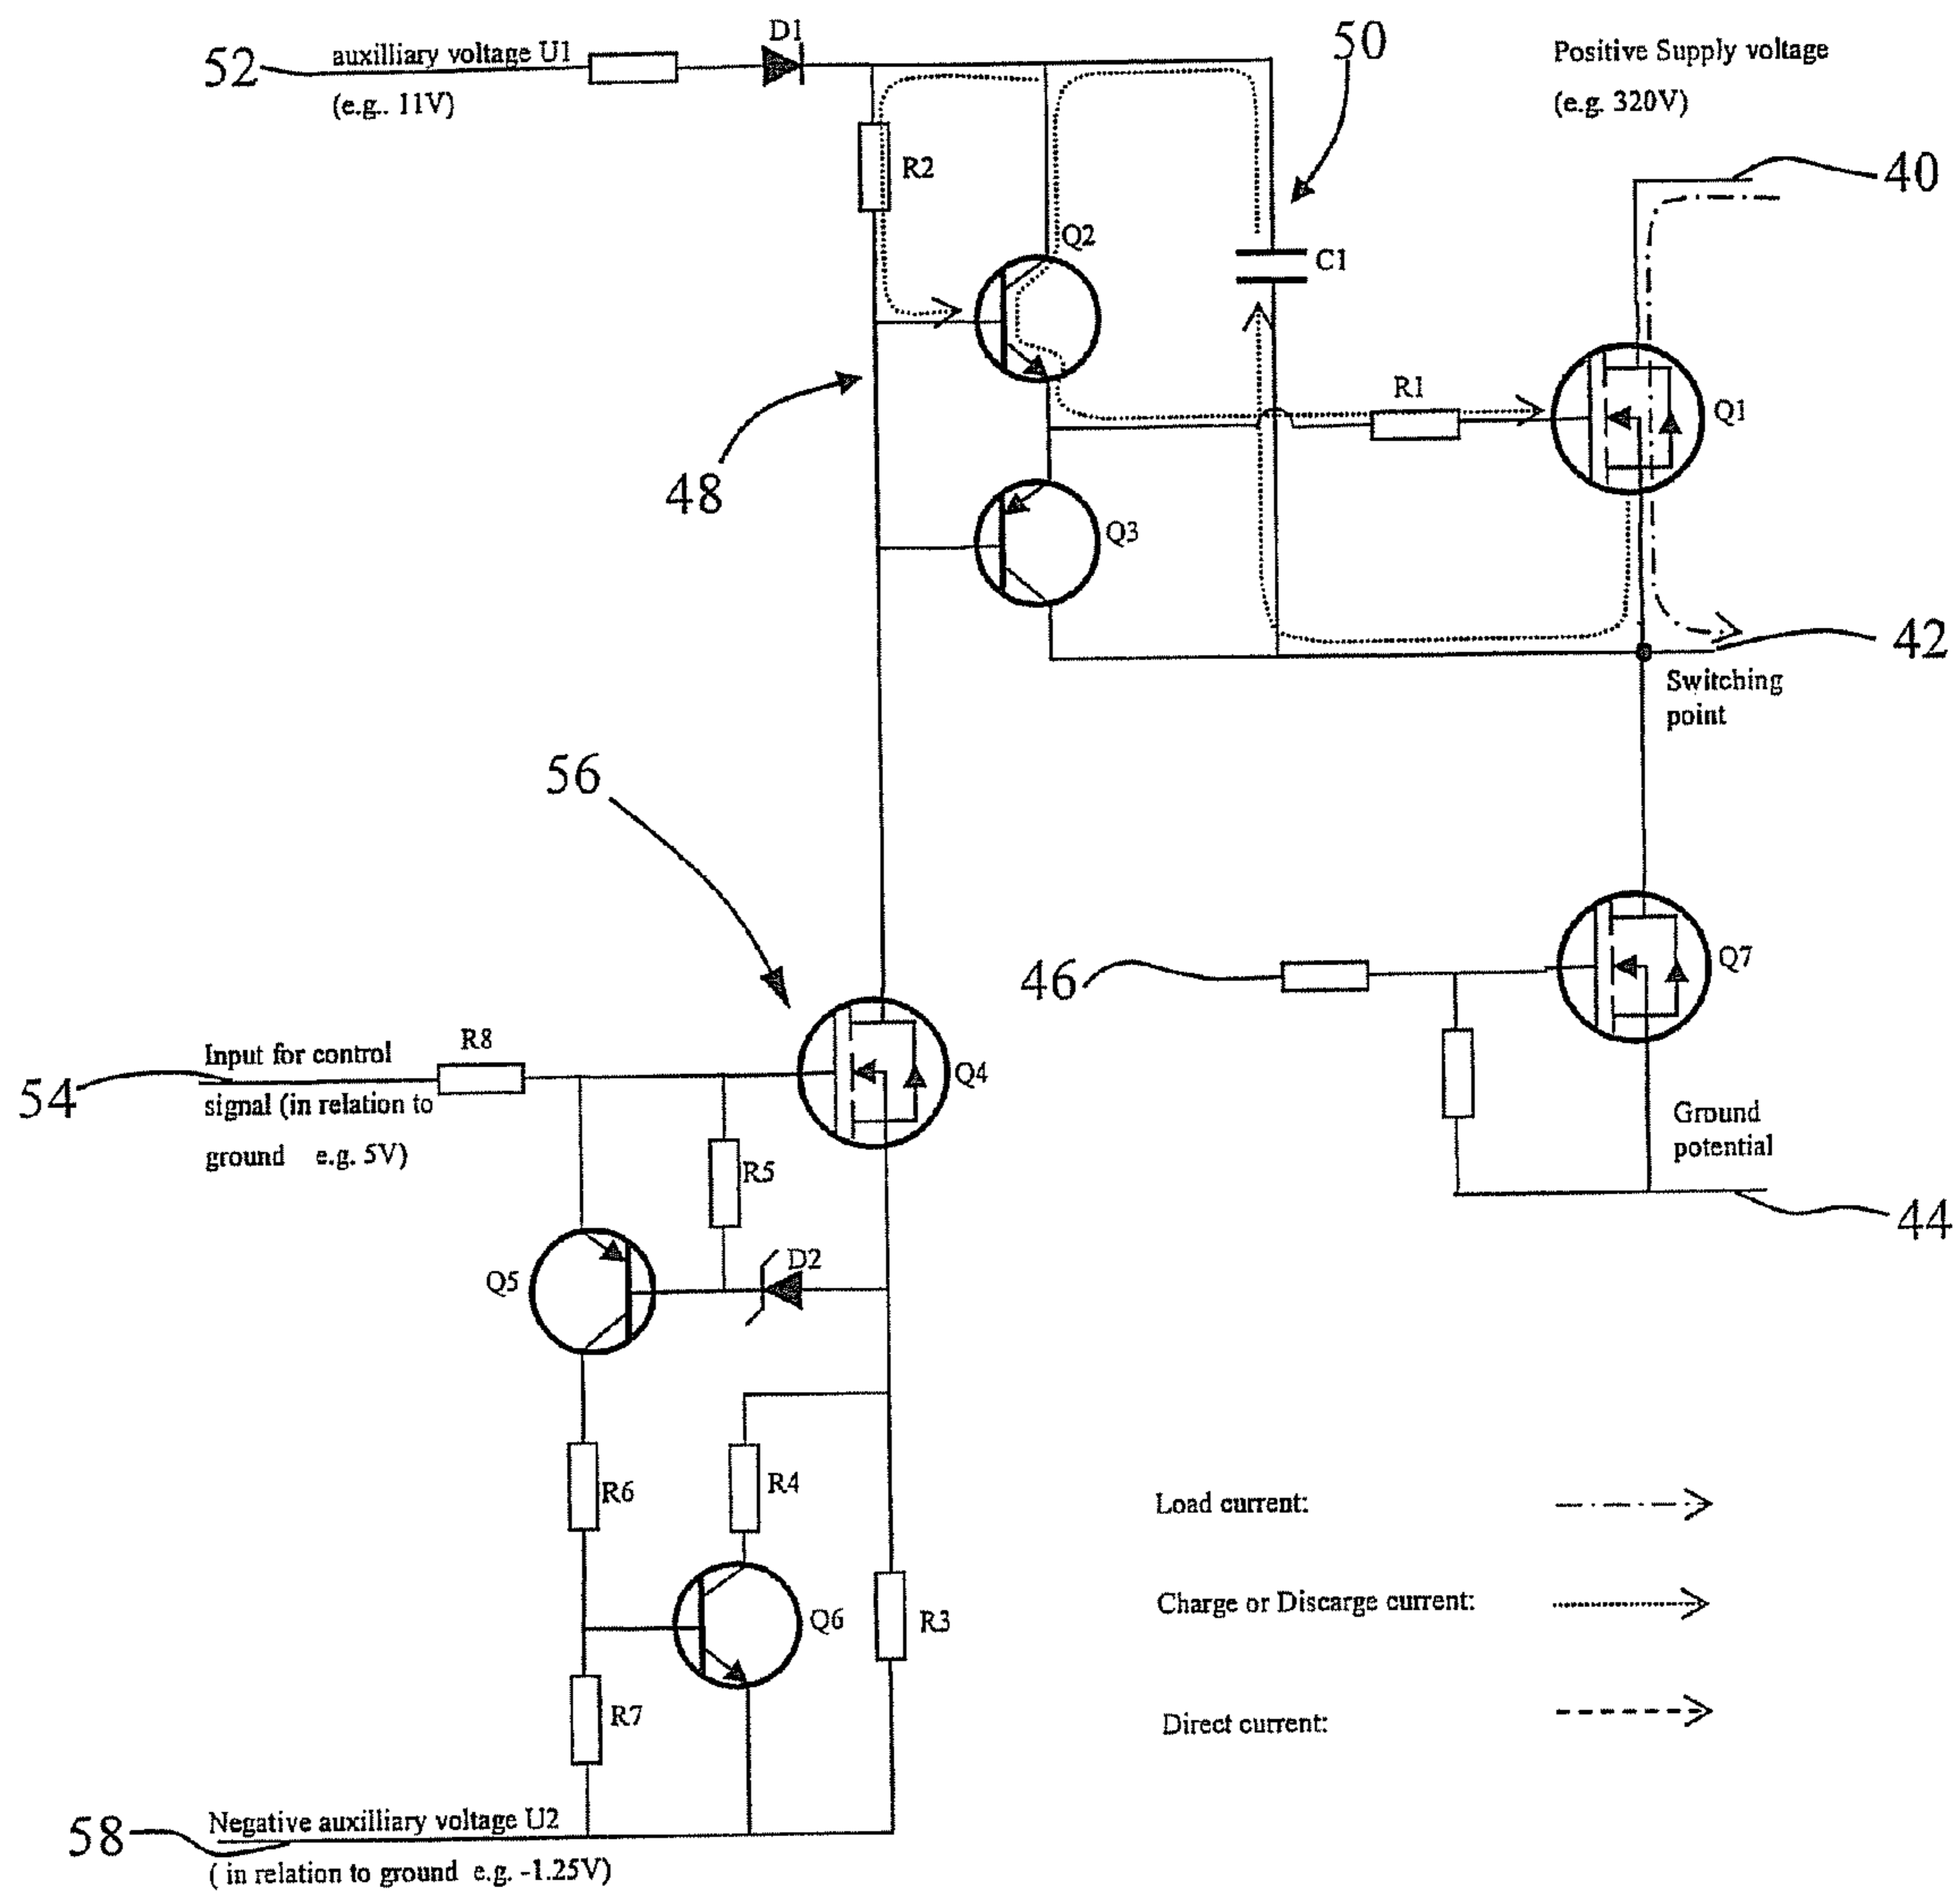 D1
50
52
auxilliary voltage U1
(e.g.. 11V)
Positive Supply voltage
(e.g. 320V)
40
R2
Q2
C1
R1
Q1
48
Q3
42
Switching
point
56
46
Q7
Input for control
signal (in relation to
ground e.g. 5V)
R8
54
Q4
R5
Ground
potential
44
Q5
D2
R6
R4
Load current:
Q6
R3
Charge or Discarge current:
R7
Direct current:
58
Negative auxilliary voltage U2
( in relation to ground e.g. -1.25V)